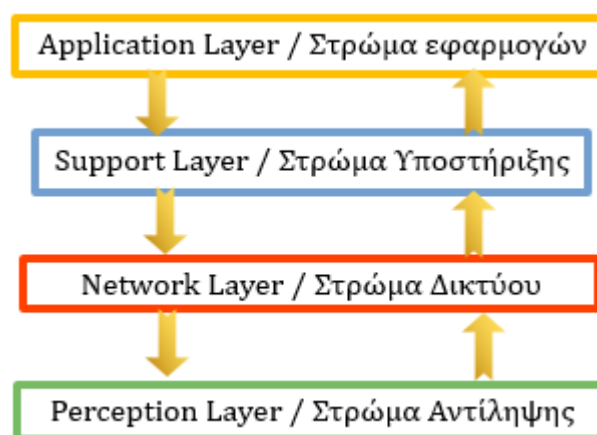 Application Layer / Στρώμα εφαρμογών
Support Layer / Στρώμα Υποστήριξης
Network Layer / Στρώμα Δικτύου
Perception Layer / Στρώμα Αντίληψης